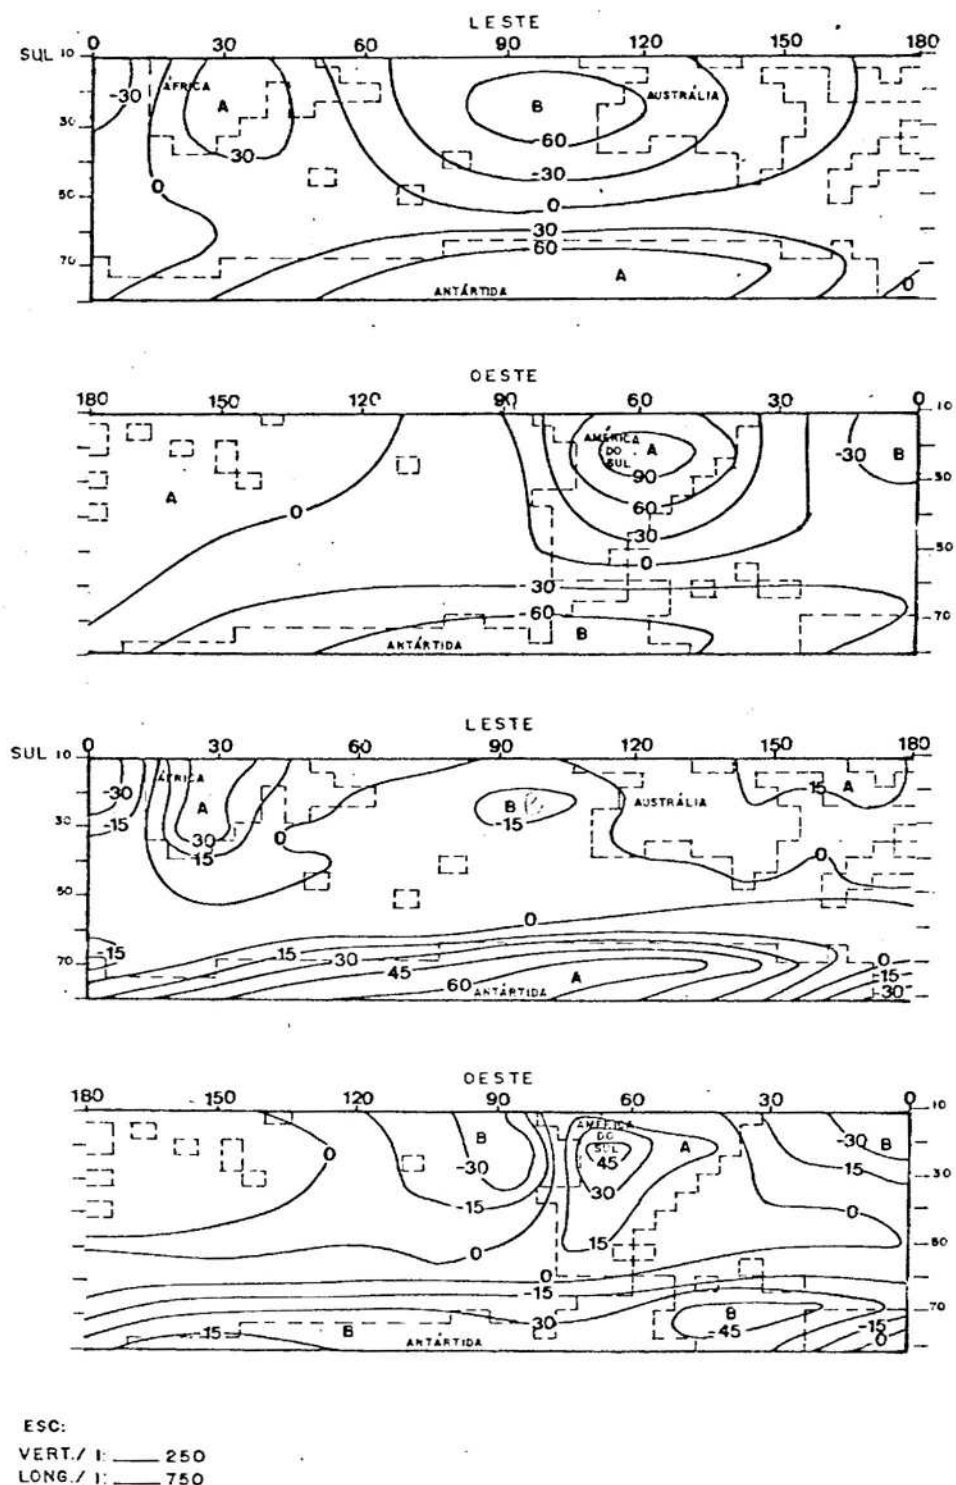 LESTE
SUL 10 0 30 60 90 120 150 180
-30 ÁFRICA A B AUSTRÁLIA
30
30 -60
-30
50 0 0
30
60
70 A 0
ANTÁRTIDA
OESTE
180 150 120 90 60 30 0 10
AMÉRICA A
DO
SUL
-30 B
90 30
A 60
0 30
0 50
-30
-60 70
ANTÁRTIDA B
LESTE
SUL 10 0 30 60 90 120 150 180
ÁFRICA
-30 A B AUSTRÁLIA 15 A
-15 -15
30 30 0
15 0
50
0
-15 15
70 30 0
45 A -15
60 ANTÁRTIDA -30
OESTE
180 150 120 90 60 30 0 10
AMÉRICA
DO
SUL
B A -30 B
0 -30 45 15
30 30
-15 0
15 50
0
0
-15
B 70
-15 B 30 -45 -15
ANTÁRTIDA 0
ESC:
VERT./ 1: 250
LONG./ 1: 750